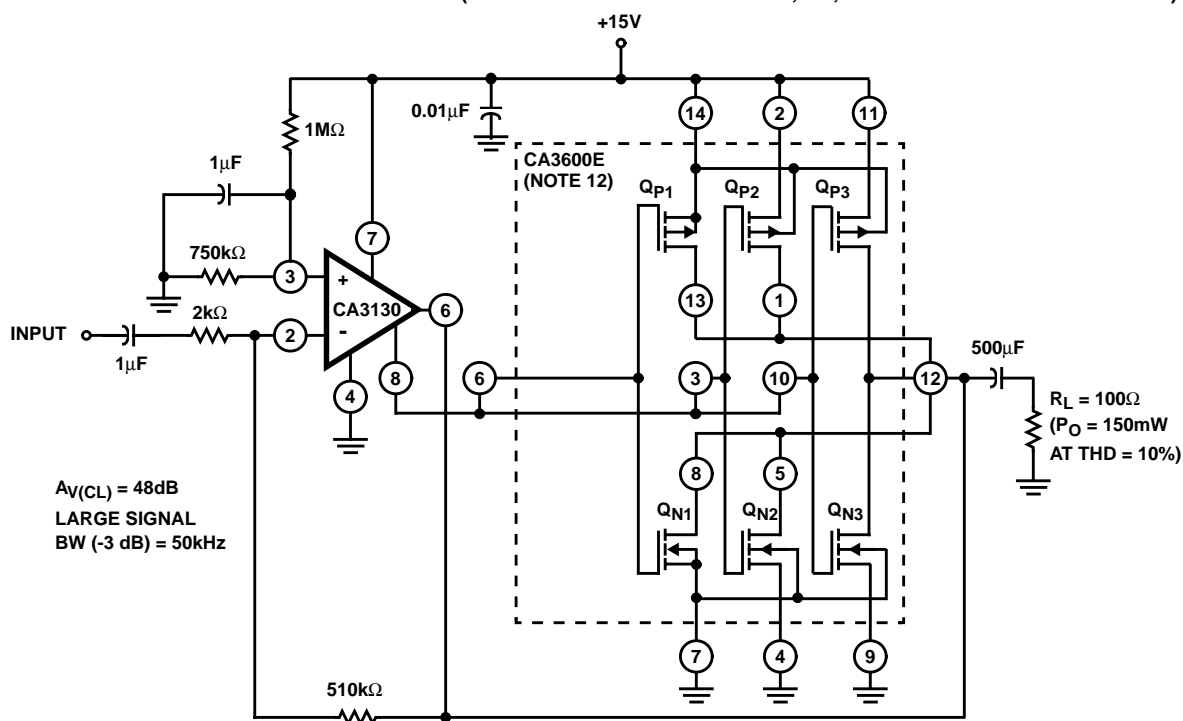 +15V
0.01μF
1MΩ
1μF
750kΩ
2kΩ
INPUT
1μF
3
2
7
+
-
CA3130
4
8
6
CA3600E
(NOTE 12)
14
2
11
QP1
QP2
QP3
13
1
6
3
10
12
500μF
RL = 100Ω
(PO = 150mW
AT THD = 10%)
8
5
QN1
QN2
QN3
7
4
9
AV(CL) = 48dB
LARGE SIGNAL
BW (-3 dB) = 50kHz
510kΩ